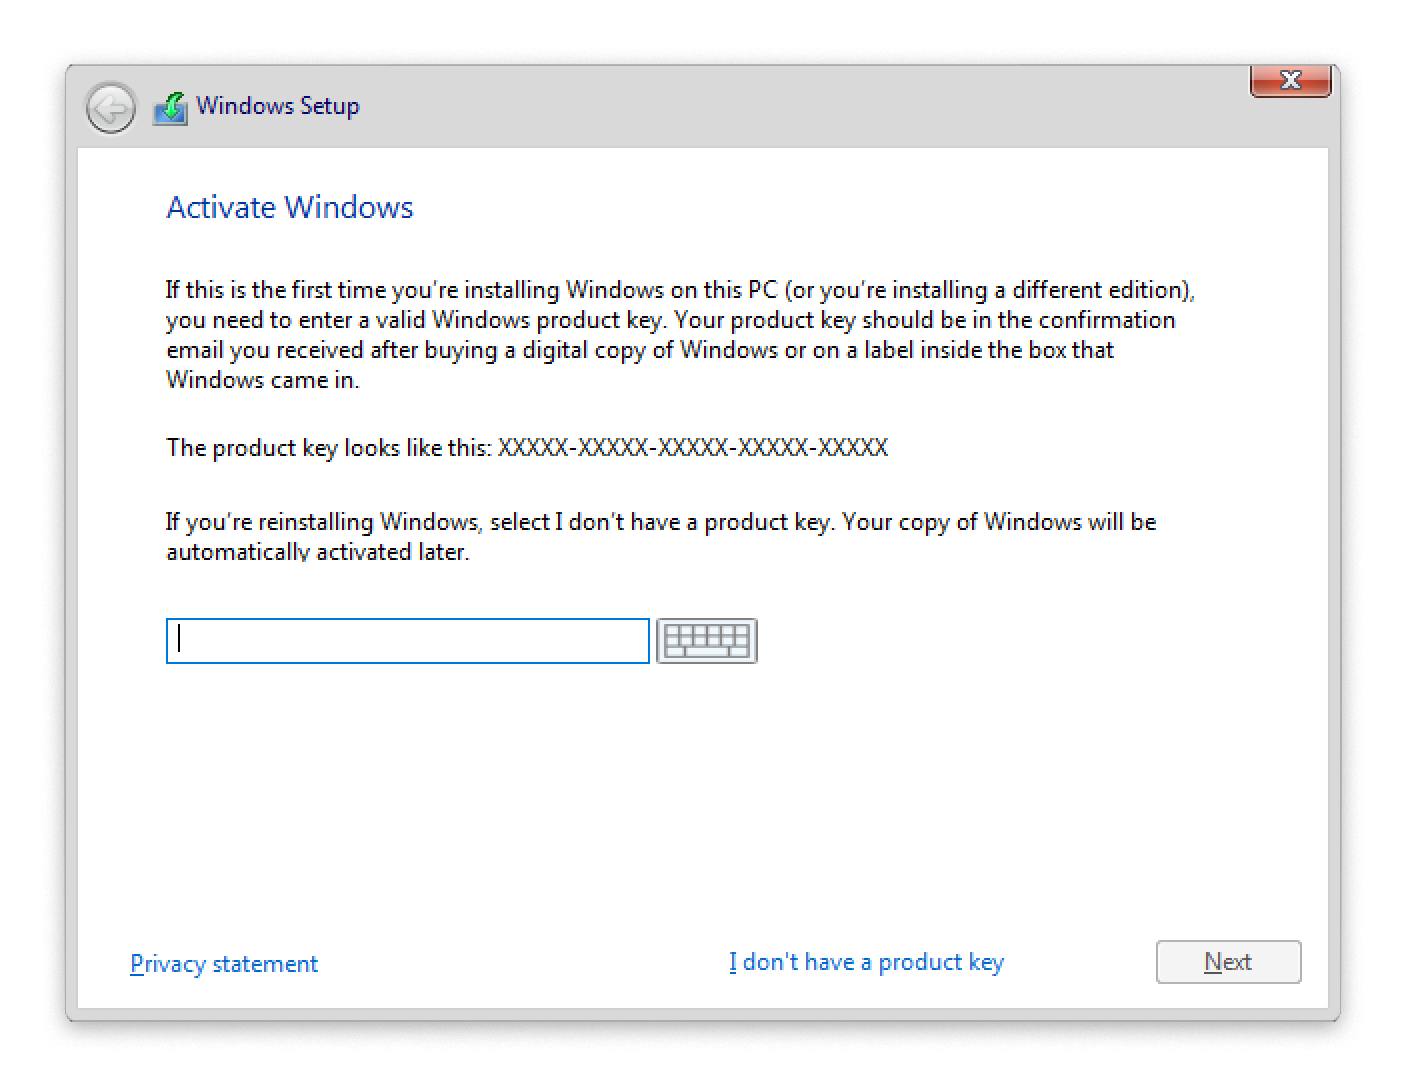 Windows Setup
Activate Windows
If this is the first time you're installing Windows on this PC (or you're installing a different edition),
you need to enter a valid Windows product key. Your product key should be in the confirmation
email you received after buying a digital copy of Windows or on a label inside the box that
Windows came in.
The product key looks like this: XXXXX-XXXXX-XXXXX-XXXXX-XXXXX
If you're reinstalling Windows, select I don't have a product key. Your copy of Windows will be
automatically activated later.
Privacy statement
I don't have a product key
Next